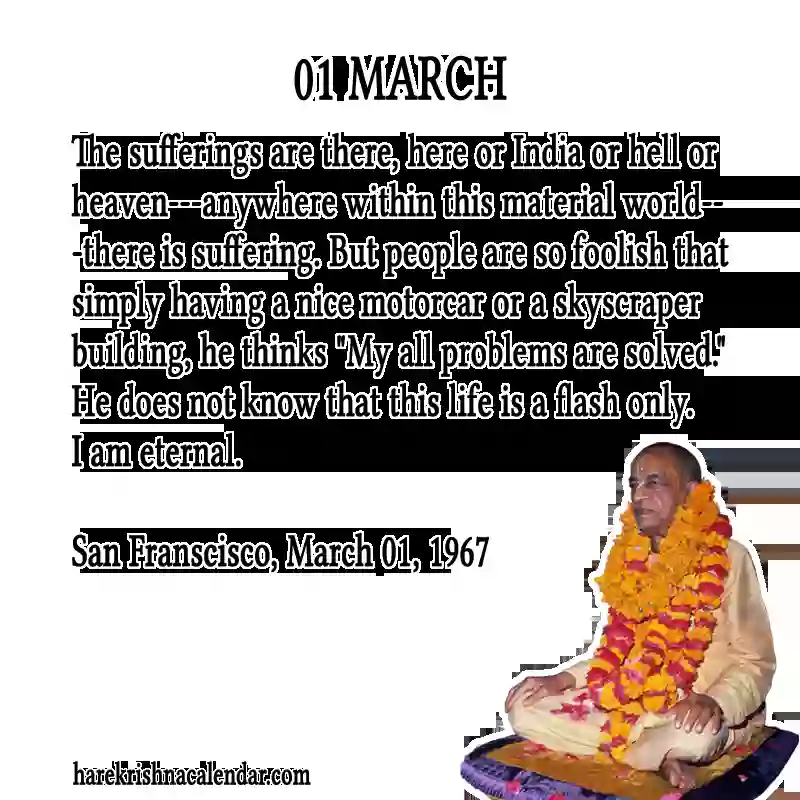 01 MARCH
The sufferings are there, here or India or hell or
heaven---anywhere within this material world--
-there is suffering. But people are so foolish that
simply having a nice motorcar or a skyscraper
building, he thinks "My all problems are solved."
He does not know that this life is a flash only.
I am eternal.
San Franscisco, March 01, 1967
harekrishnacalendar.com